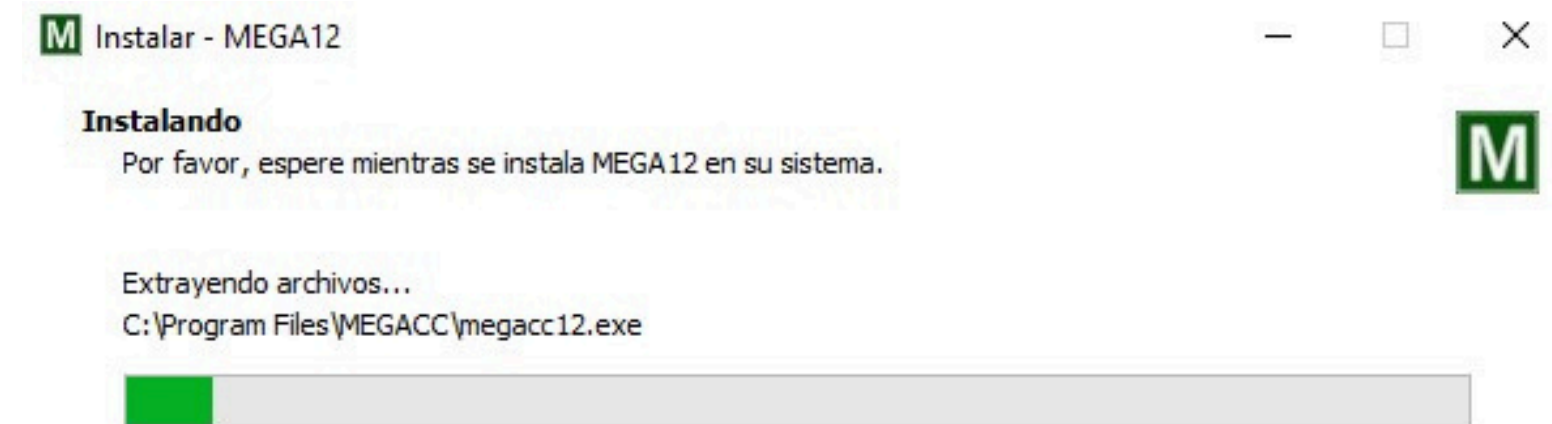 M Instalar - MEGA12
Instalando
Por favor, espere mientras se instala MEGA12 en su sistema.
M
Extrayendo archivos...
C:\Program Files\MEGACC\megacc12.exe